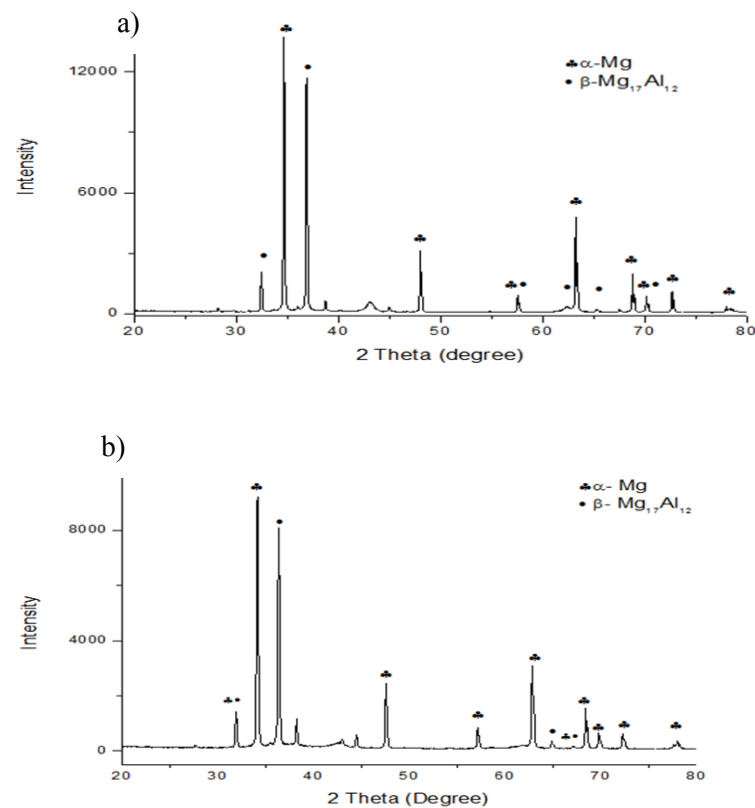 a)
♣α-Mg
• β-Mg₁₇Al₁₂
12000
6000
0
Intensity
20 30 40 50 60 70 80
2 Theta (degree)
b)
♣α- Mg
• β- Mg₁₇Al₁₂
8000
4000
0
Intensity
20 30 40 50 60 70 80
2 Theta (Degree)